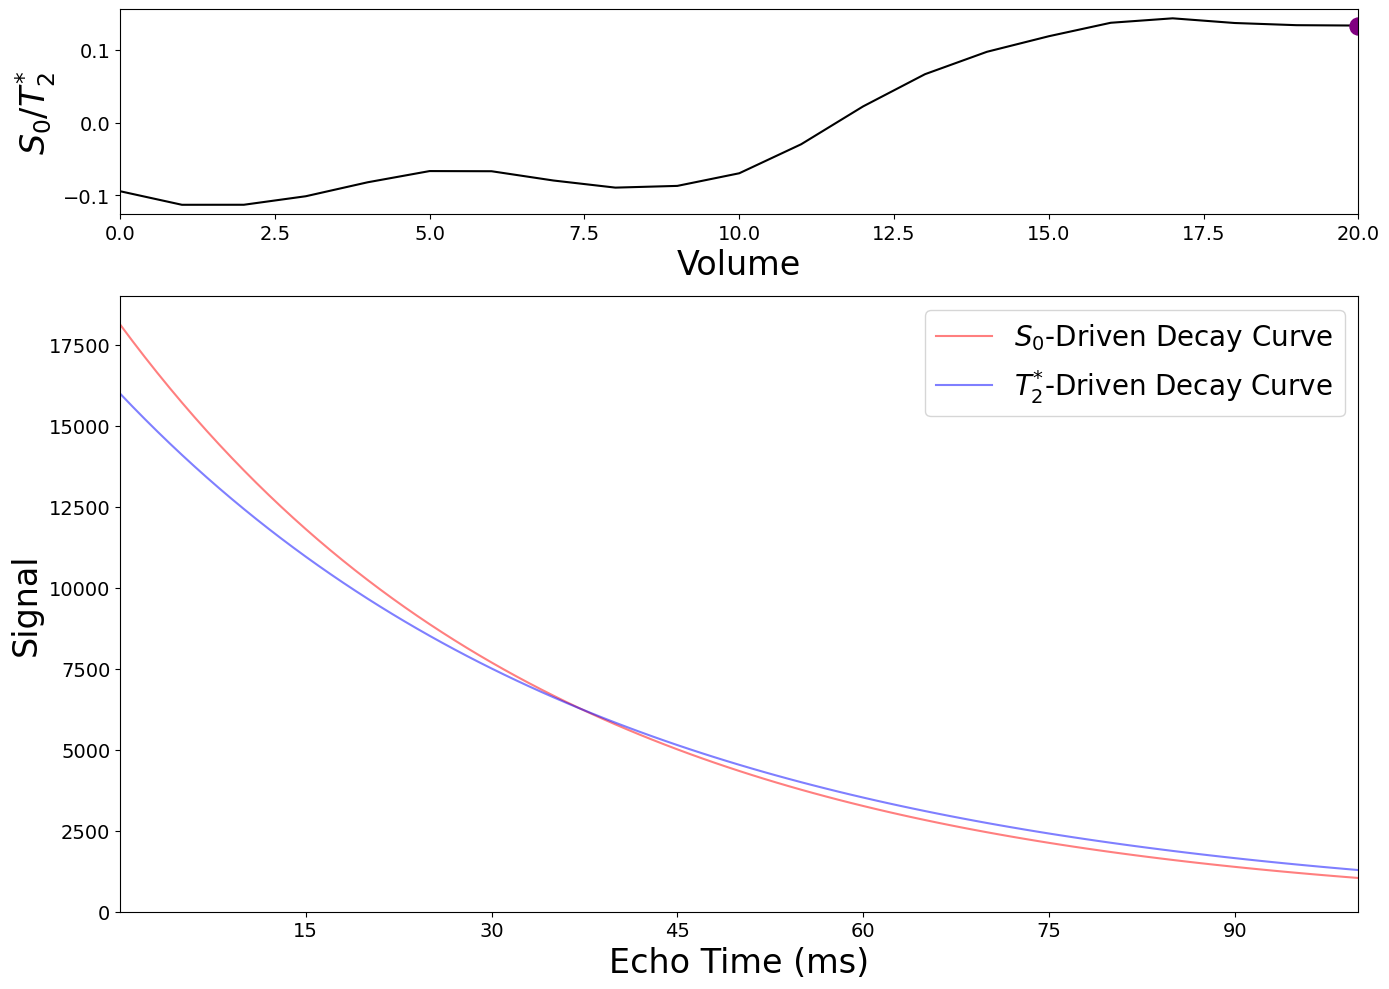 S₀/T₂*
0.1
0.0
−0.1
0.0 2.5 5.0 7.5 10.0 12.5 15.0 17.5 20.0
Volume
S₀-Driven Decay Curve
T₂*-Driven Decay Curve
Signal
17500
15000
12500
10000
7500
5000
2500
0
15 30 45 60 75 90
Echo Time (ms)